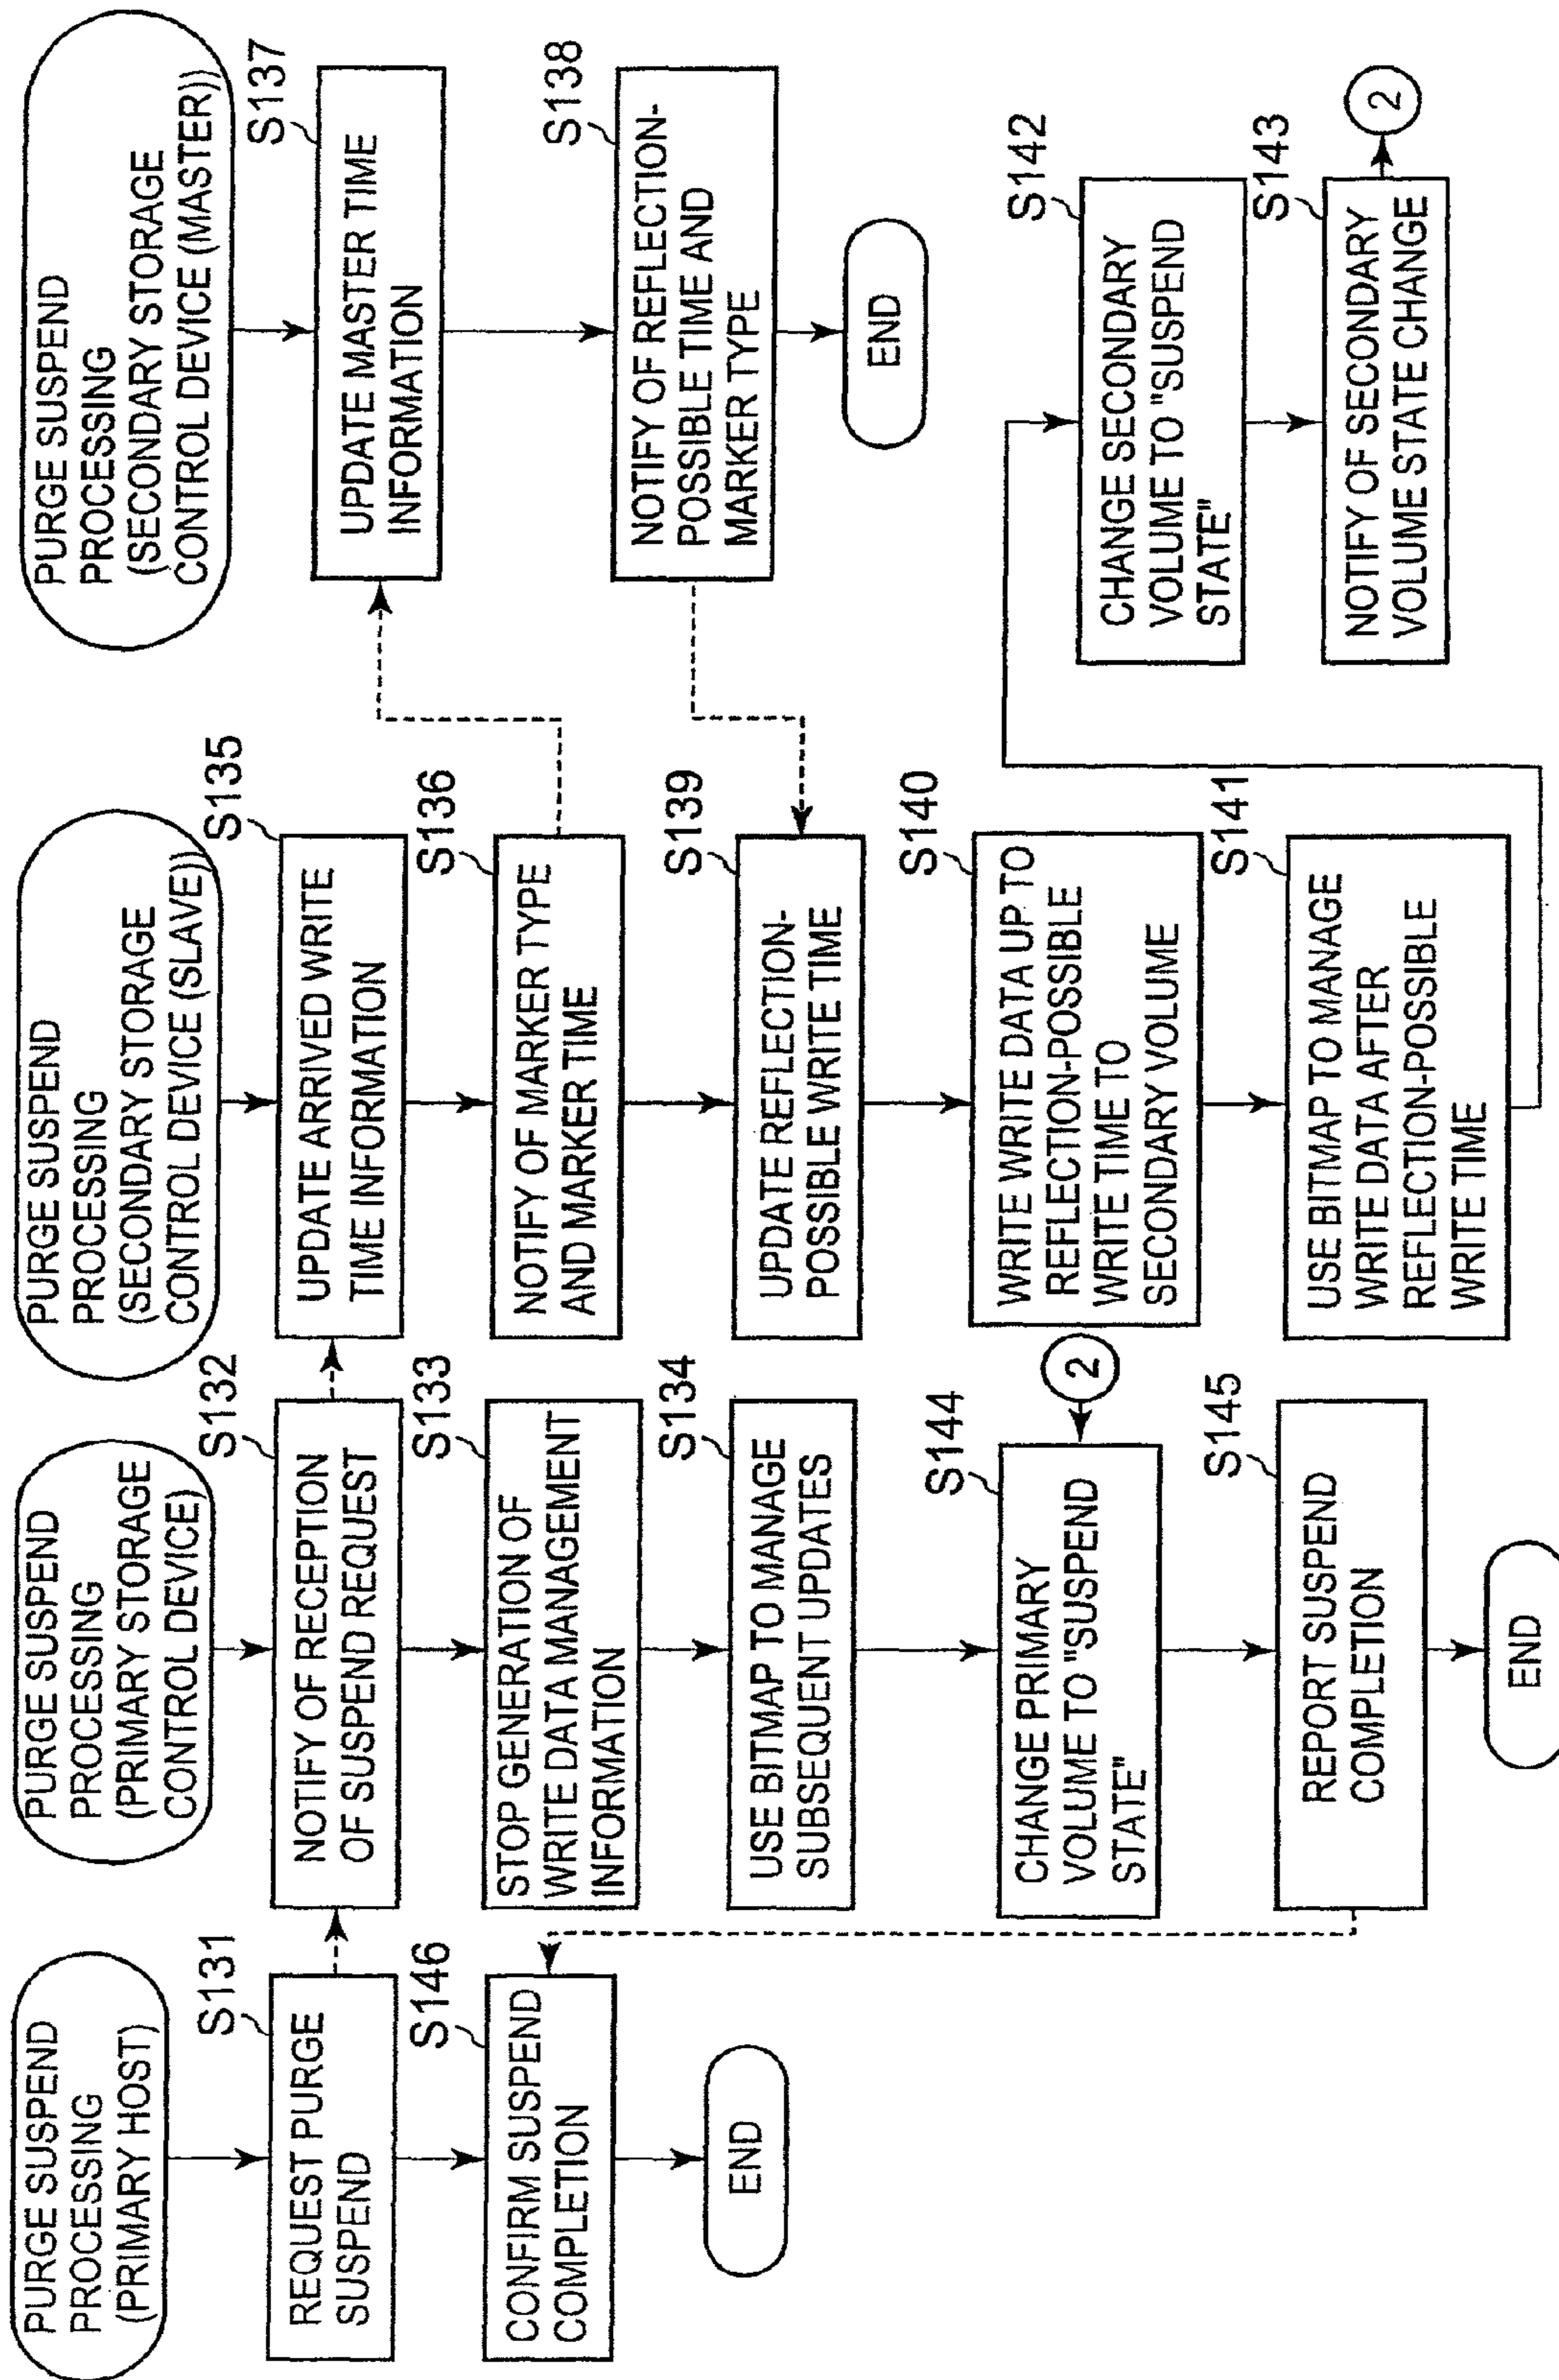 PURGE SUSPEND
PROCESSING
(PRIMARY HOST)
S131
REQUEST PURGE
SUSPEND
S146
CONFIRM SUSPEND
COMPLETION
END
PURGE SUSPEND
PROCESSING
(PRIMARY STORAGE
CONTROL DEVICE)
S132
NOTIFY OF RECEPTION
OF SUSPEND REQUEST
S133
STOP GENERATION OF
WRITE DATA MANAGEMENT
INFORMATION
S134
USE BITMAP TO MANAGE
SUBSEQUENT UPDATES
2
S144
CHANGE PRIMARY
VOLUME TO "SUSPEND
STATE"
S145
REPORT SUSPEND
COMPLETION
END
PURGE SUSPEND
PROCESSING
(SECONDARY STORAGE
CONTROL DEVICE (SLAVE))
S135
UPDATE ARRIVED WRITE
TIME INFORMATION
S136
NOTIFY OF MARKER TYPE
AND MARKER TIME
S139
UPDATE REFLECTION-
POSSIBLE WRITE TIME
S140
WRITE WRITE DATA UP TO
REFLECTION-POSSIBLE
WRITE TIME TO
SECONDARY VOLUME
S141
USE BITMAP TO MANAGE
WRITE DATA AFTER
REFLECTION-POSSIBLE
WRITE TIME
PURGE SUSPEND
PROCESSING
(SECONDARY STORAGE
CONTROL DEVICE (MASTER))
S137
UPDATE MASTER TIME
INFORMATION
S138
NOTIFY OF REFLECTION-
POSSIBLE TIME AND
MARKER TYPE
END
S142
CHANGE SECONDARY
VOLUME TO "SUSPEND
STATE"
S143
NOTIFY OF SECONDARY
VOLUME STATE CHANGE
2